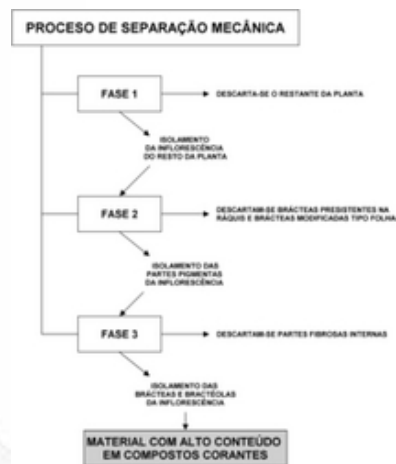 PROCESO DE SEPARAÇÃO MECÂNICA
FASE 1
DESCARTA-SE O RESTANTE DA PLANTA
ISOLAMENTO
DA INFLORESCÊNCIA
DO RESTO DA PLANTA
FASE 2
DESCARTAM-SE BRÁCTEAS PRESISTENTES NA
RÁQUIS E BRÁCTEAS MODIFICADAS TIPO FOLHA
ISOLAMENTO DAS
PARTES PIGMENTAS
DA INFLORESCÊNCIA
FASE 3
DESCARTAM-SE PARTES FIBROSAS INTERNAS
ISOLAMENTO DAS
BRÁCTEAS E BRACTÉOLAS
DA INFLORESCÊNCIA
MATERIAL COM ALTO CONTEÚDO
EM COMPOSTOS CORANTES